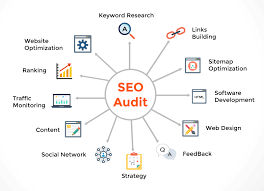 Keyword Research
Links
Building
Website
Optimization
Sitemap
Optimization
Ranking
SEO
Audit
Software
Development
HTML
Traffic
Monitoring
Web Design
Content
FeedBack
Social Network
Strategy